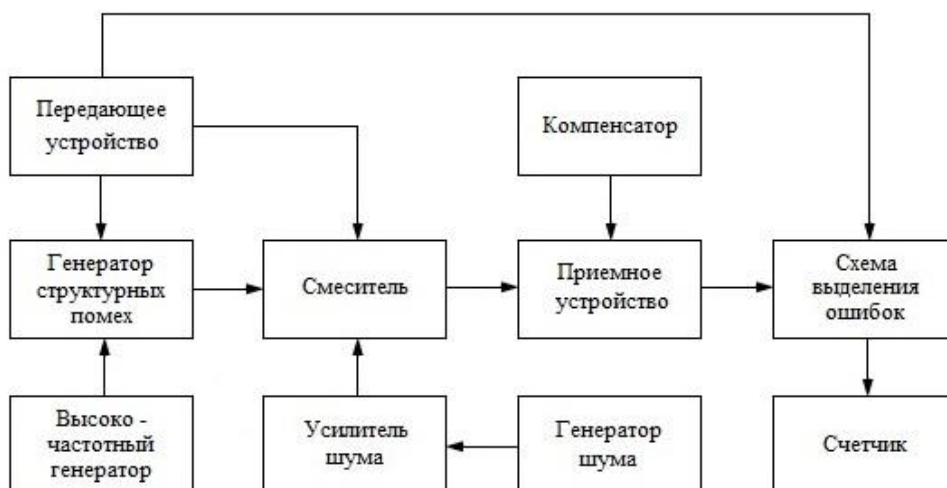 Передающее
устройство
Компенсатор
Генератор
структурных
помех
Смеситель
Приемное
устройство
Схема
выделения
ошибок
Высоко -
частотный
генератор
Усилитель
шума
Генератор
шума
Счетчик